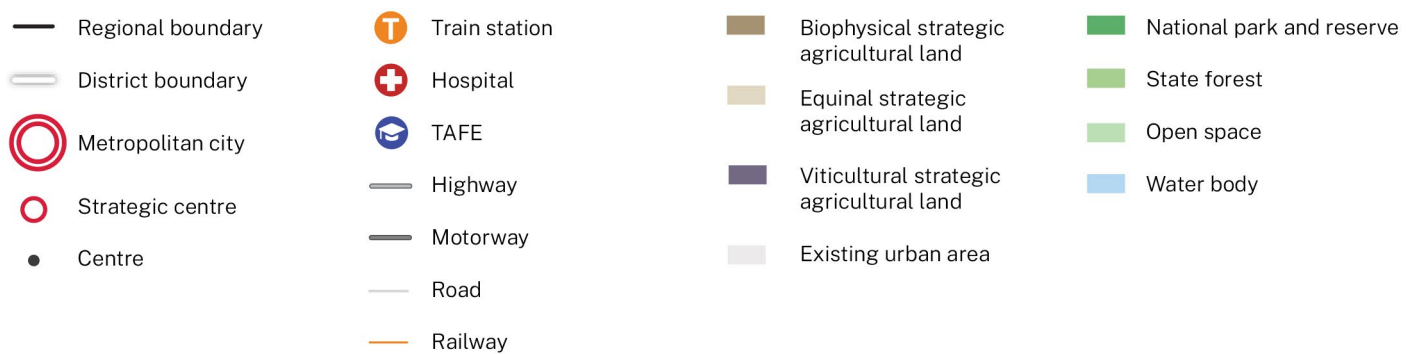 Regional boundary
District boundary
Metropolitan city
Strategic centre
Centre
T
Train station
Hospital
TAFE
Highway
Motorway
Road
Railway
Biophysical strategic
agricultural land
Equinal strategic
agricultural land
Viticultural strategic
agricultural land
Existing urban area
National park and reserve
State forest
Open space
Water body